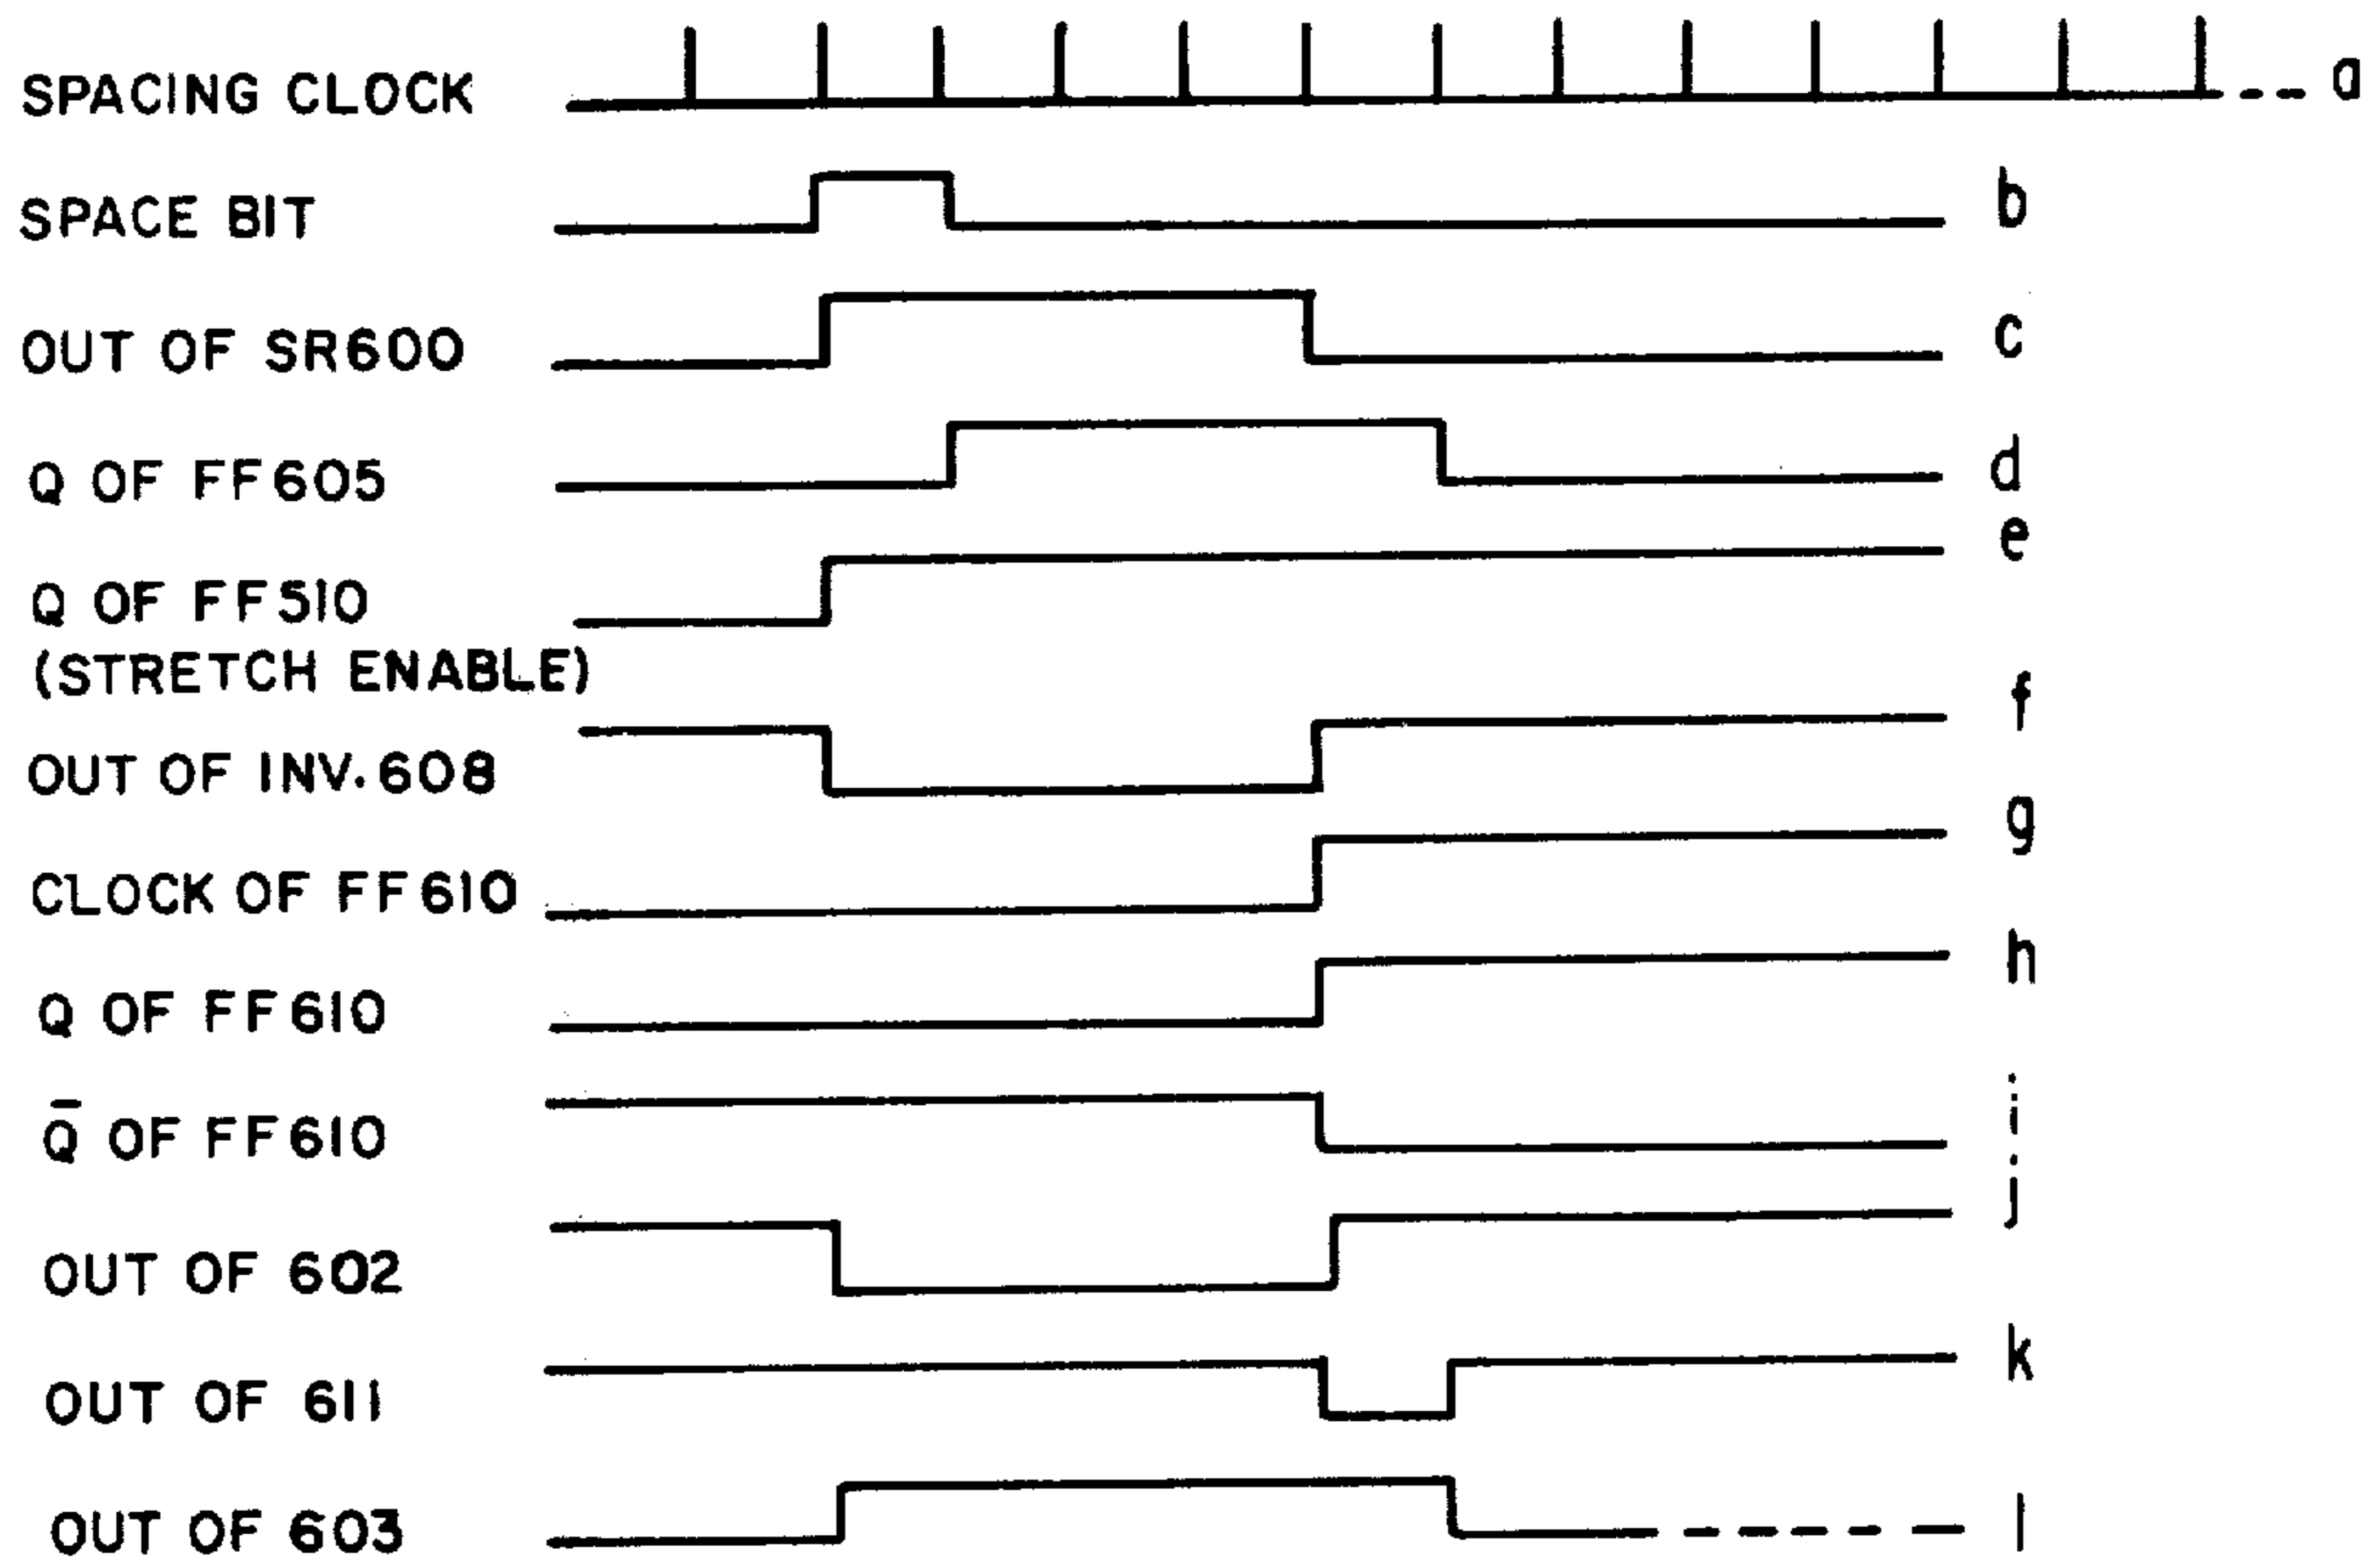 SPACING CLOCK a
SPACE BIT b
OUT OF SR600 c
Q OF FF605 d
Q OF FF510 e
(STRETCH ENABLE)
OUT OF INV.608 f
CLOCK OF FF610 g
Q OF FF610 h
Q̅ OF FF610 i
OUT OF 602 j
OUT OF 611 k
OUT OF 603 l